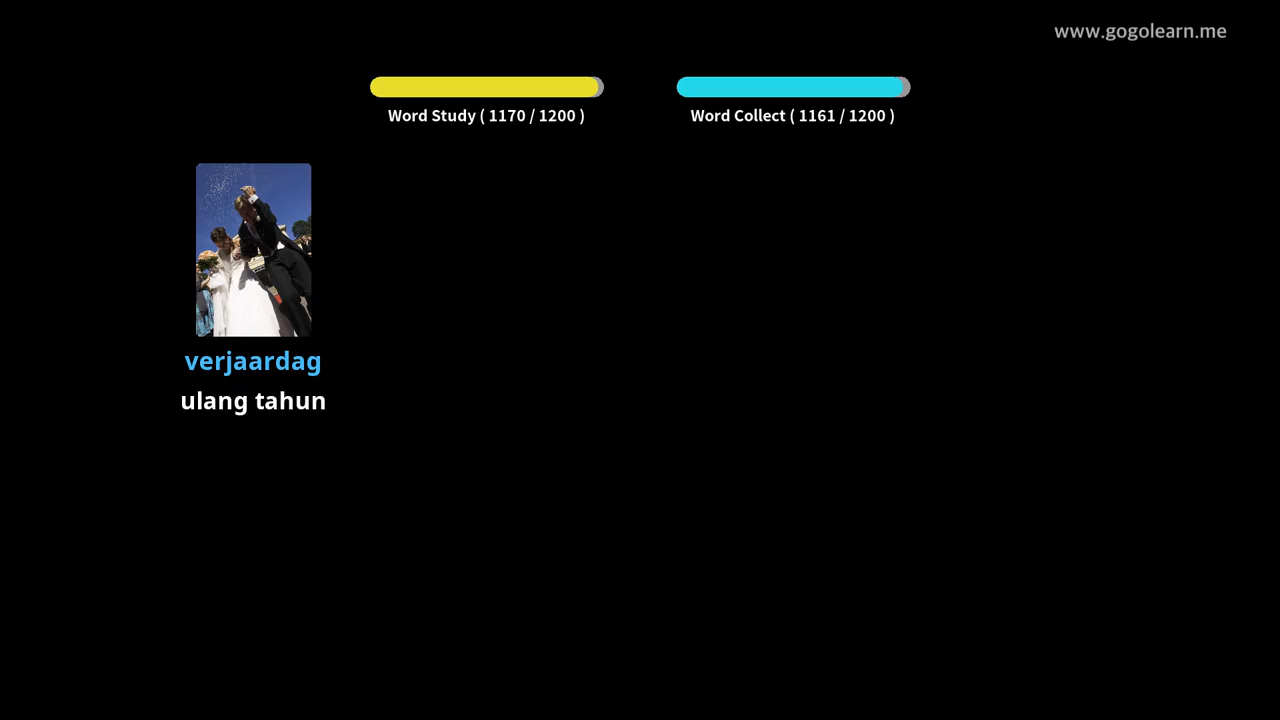 www.gogolearn.me
Word Study ( 1170 / 1200 )
Word Collect ( 1161 / 1200 )
verjaardag
ulang tahun